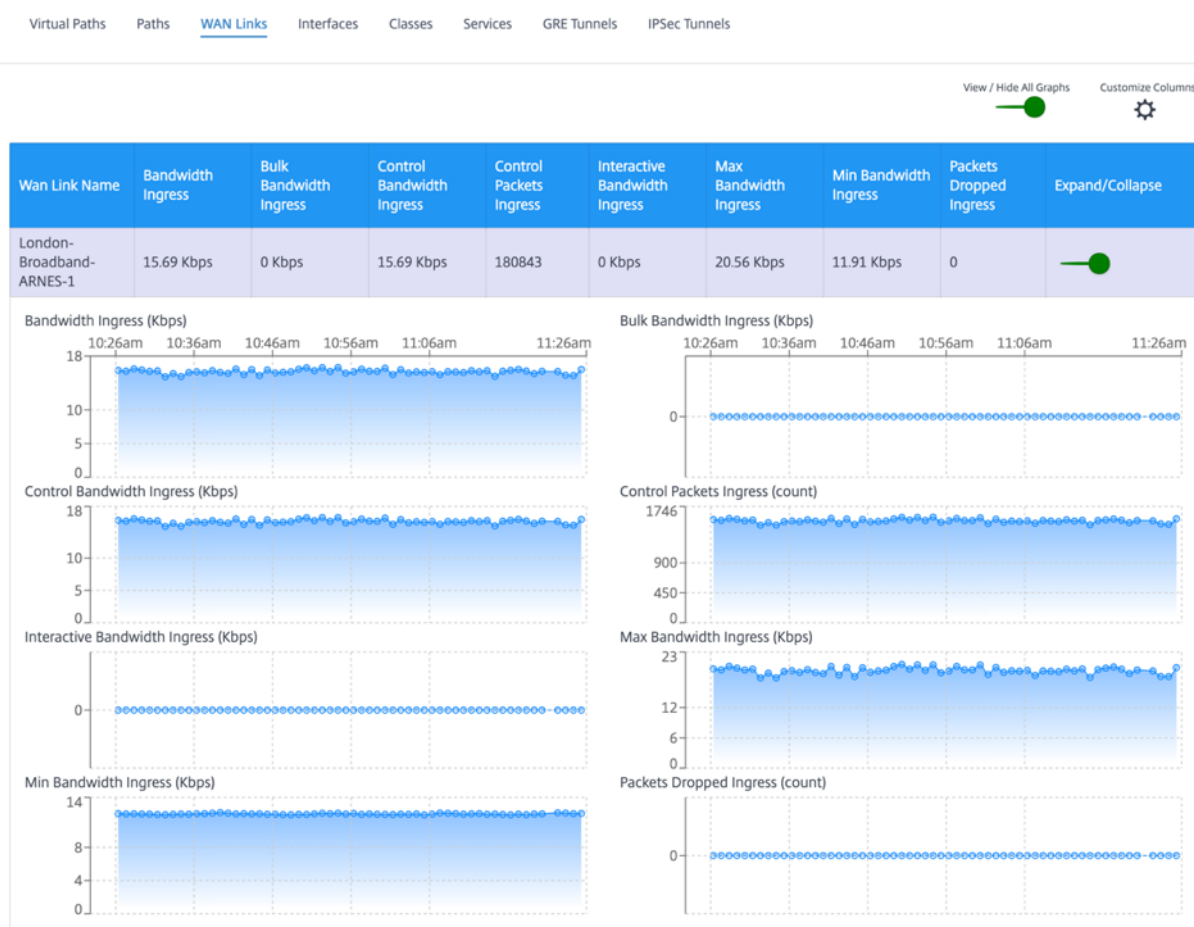 Virtual Paths Paths WAN Links Interfaces Classes Services GRE Tunnels IPSec Tunnels
View / Hide All Graphs Customize Columns
Wan Link Name
Bandwidth
Ingress
Bulk
Bandwidth
Ingress
Control
Bandwidth
Ingress
Control
Packets
Ingress
Interactive
Bandwidth
Ingress
Max
Bandwidth
Ingress
Min Bandwidth
Ingress
Packets
Dropped
Ingress
Expand/Collapse
London-
Broadband-
ARNES-1
15.69 Kbps 0 Kbps 15.69 Kbps 180843 0 Kbps 20.56 Kbps 11.91 Kbps 0
Bandwidth Ingress (Kbps)
10:26am 10:36am 10:46am 10:56am 11:06am 11:26am
18
10
5
0
Bulk Bandwidth Ingress (Kbps)
10:26am 10:36am 10:46am 10:56am 11:06am 11:26am
0
Control Bandwidth Ingress (Kbps)
18
10
5
0
Control Packets Ingress (count)
1746
900
450
0
Interactive Bandwidth Ingress (Kbps)
0
Max Bandwidth Ingress (Kbps)
23
12
6
0
Min Bandwidth Ingress (Kbps)
14
8
4
0
Packets Dropped Ingress (count)
0